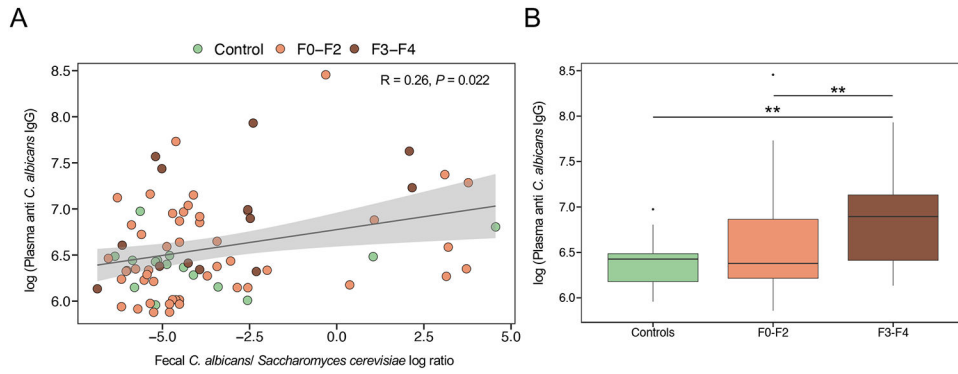 A
Control F0–F2 F3–F4
R = 0.26, P = 0.022
log (Plasma anti C. albicans IgG)
8.5
8.0
7.5
7.0
6.5
6.0
−5.0 −2.5 0.0 2.5 5.0
Fecal C. albicans/ Saccharomyces cerevisiae log ratio
B
log (Plasma anti C. albicans IgG)
8.5
8.0
7.5
7.0
6.5
6.0
**
**
Controls F0-F2 F3-F4